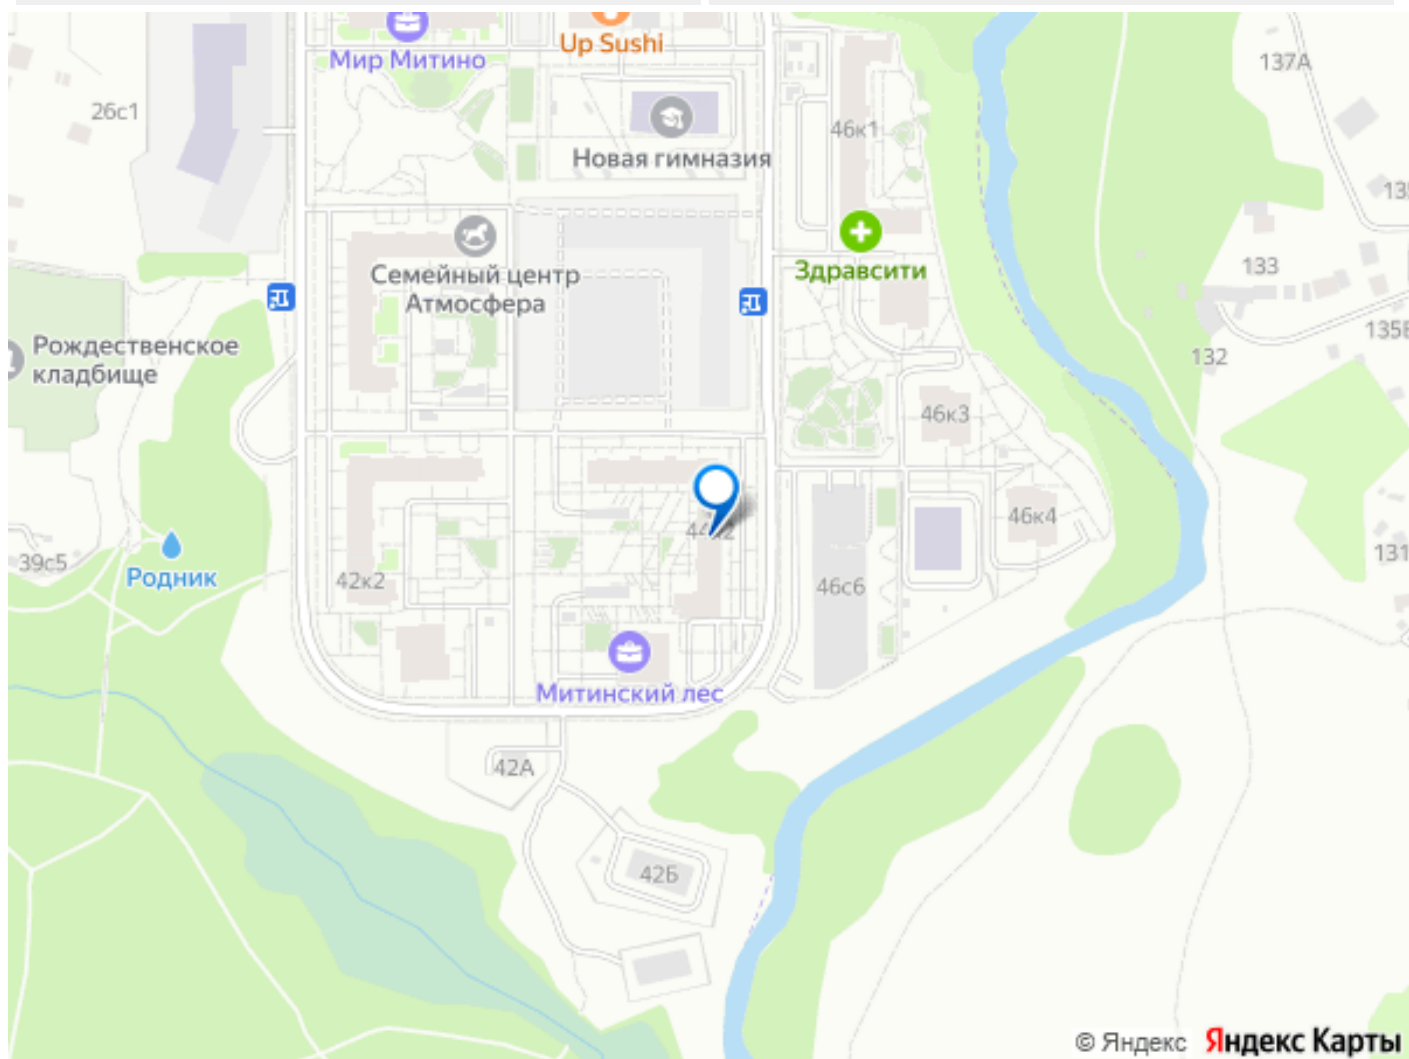 Up Sushi
Мир Митино
137А
26с1
46к1
Новая гимназия
Здравсити
Семейный центр
Атмосфера
133
Рождественское
кладбище
132
46к3
46к4
39с5
Родник
42к2
46с6
131
Митинский лес
42А
42Б
© Яндекс Яндекс Карты